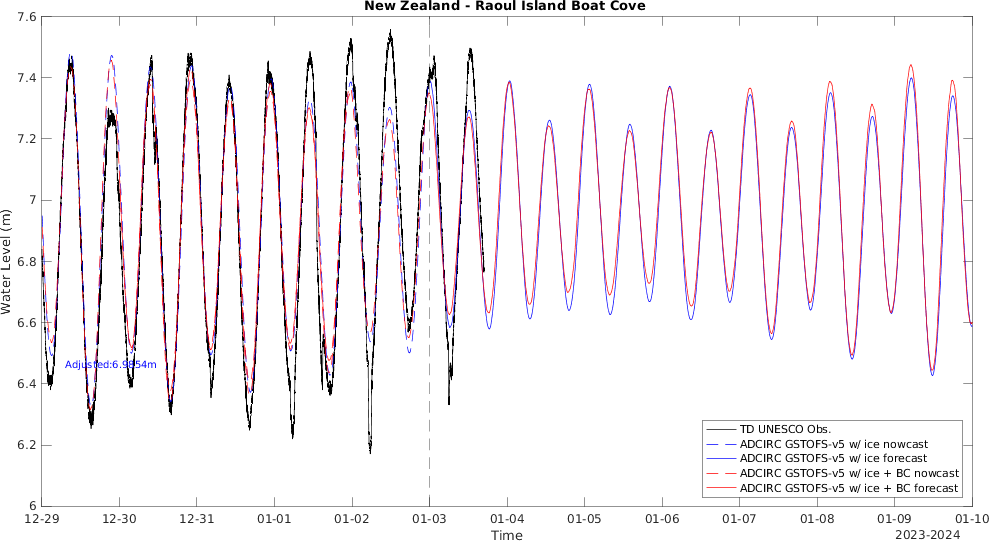 New Zealand - Raoul Island Boat Cove
7.6
7.4
7.2
7
6.8
6.6
6.4
6.2
6
Water Level (m)
Adjusted:6.9854m
TD UNESCO Obs.
ADCIRC GSTOFS-v5 w/ ice nowcast
ADCIRC GSTOFS-v5 w/ ice forecast
ADCIRC GSTOFS-v5 w/ ice + BC nowcast
ADCIRC GSTOFS-v5 w/ ice + BC forecast
12-29 12-30 12-31 01-01 01-02 01-03 01-04 01-05 01-06 01-07 01-08 01-09 01-10
Time
2023-2024